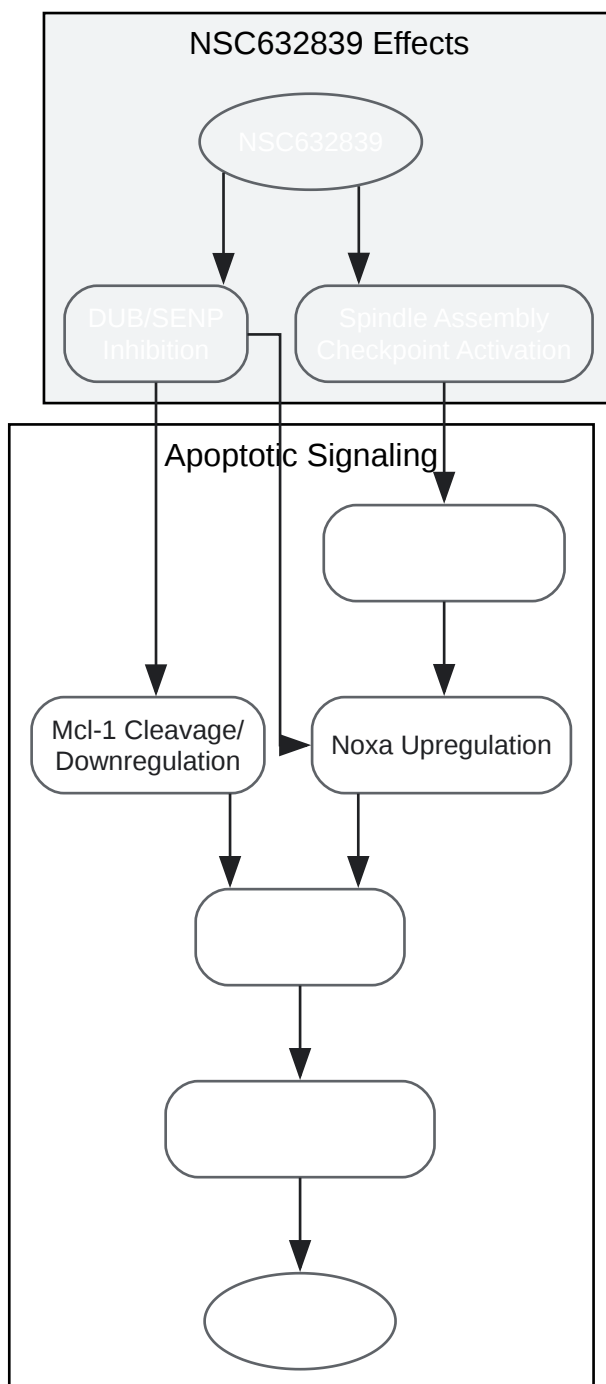 NSC632839 Effects
NSC632839
DUB/SENP
Inhibition
Spindle Assembly
Checkpoint Activation
Apoptotic Signaling
Mcl-1 Cleavage/
Downregulation
Noxa Upregulation